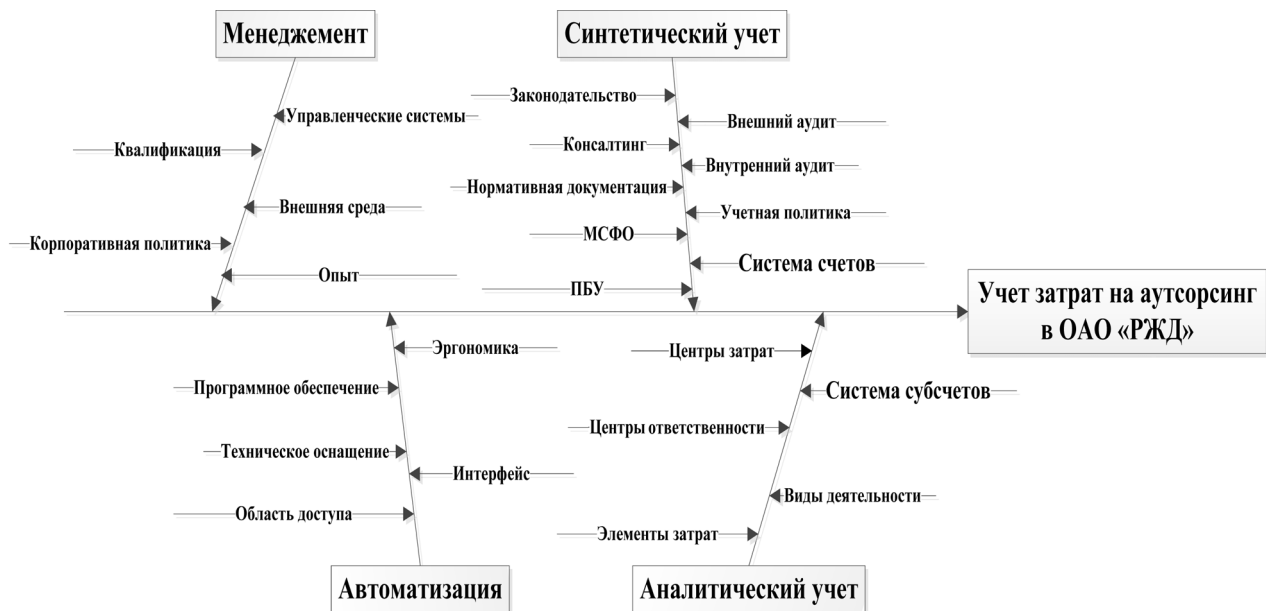 Менеджемент
Синтетический учет
Управленческие системы
Квалификация
Внешняя среда
Корпоративная политика
Опыт
Законодательство
Внешний аудит
Консалтинг
Внутренний аудит
Нормативная документация
Учетная политика
МСФО
Система счетов
ПБУ
Учет затрат на аутсорсинг
в ОАО «РЖД»
Эргономика
Программное обеспечение
Техническое оснащение
Интерфейс
Область доступа
Центры затрат
Система субсчетов
Центры ответственности
Виды деятельности
Элементы затрат
Автоматизация
Аналитический учет